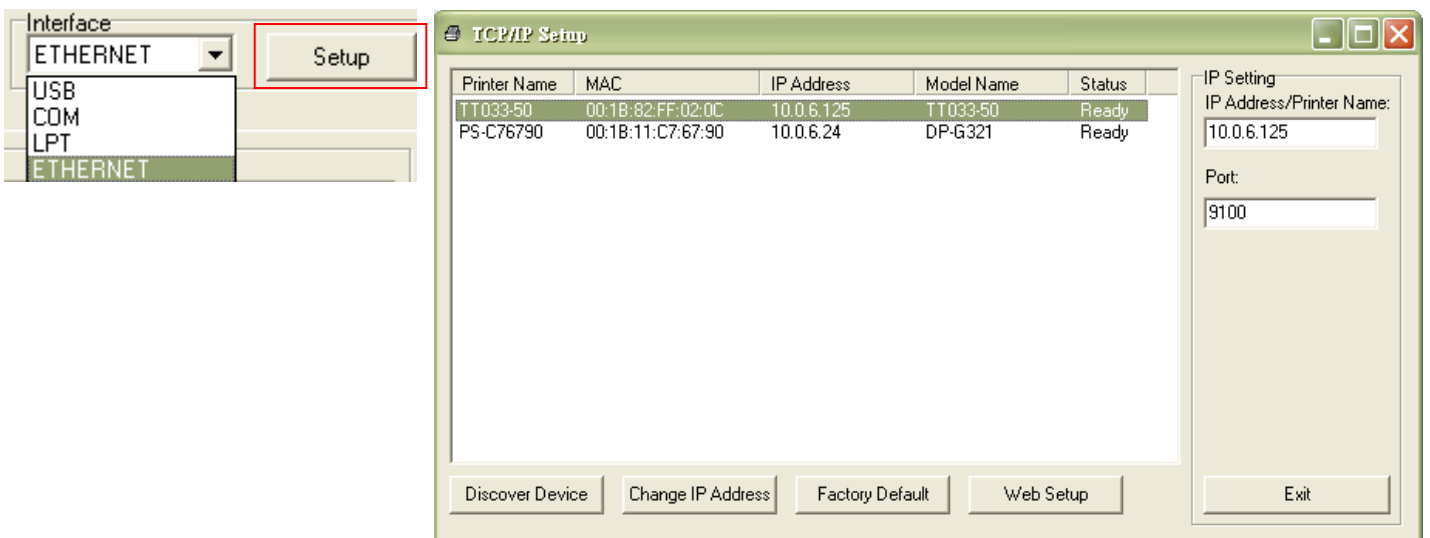 Interface
ETHERNET
Setup
USB
COM
LPT
ETHERNET
TCP/IP Setup
Printer Name MAC IP Address Model Name Status
TT033-50 00:1B:82:FF:02:0C 10.0.6.125 TT033-50 Ready
PS-C76790 00:1B:11:C7:67:90 10.0.6.24 DP-G321 Ready
IP Setting
IP Address/Printer Name:
10.0.6.125
Port:
9100
Discover Device Change IP Address Factory Default Web Setup Exit